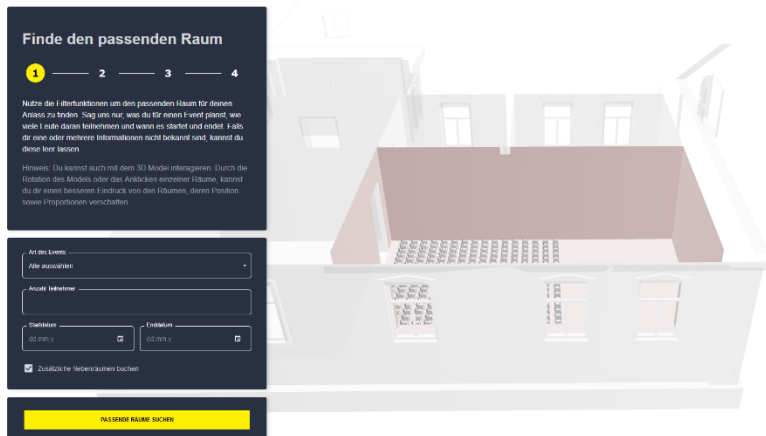 Finde den passenden Raum
1 2 3 4
Nutze die Filterfunktionen um den passenden Raum für deinen
Anlass zu finden. Sag uns nur, was du für einen Event planst, wie
viele Leute daran teilnehmen und wann es startet und endet. Falls
dir eine oder mehrere Informationen nicht bekannt sind, kannst du
diese leer lassen.
Hinweis: Du kannst auch mit dem 3D Model interagieren. Durch die
Rotation des Models oder das Anklicken einzelner Räume, kannst
du dir einen besseren Eindruck von den Räumen, deren Position
sowie Proportionen verschaffen.
Art des Events
Alle auswählen
Anzahl Teilnehmer
Startdatum Enddatum
dd.mm.y dd.mm.y
Zusätzliche Nebenräumen buchen
PASSENDE RÄUME SUCHEN